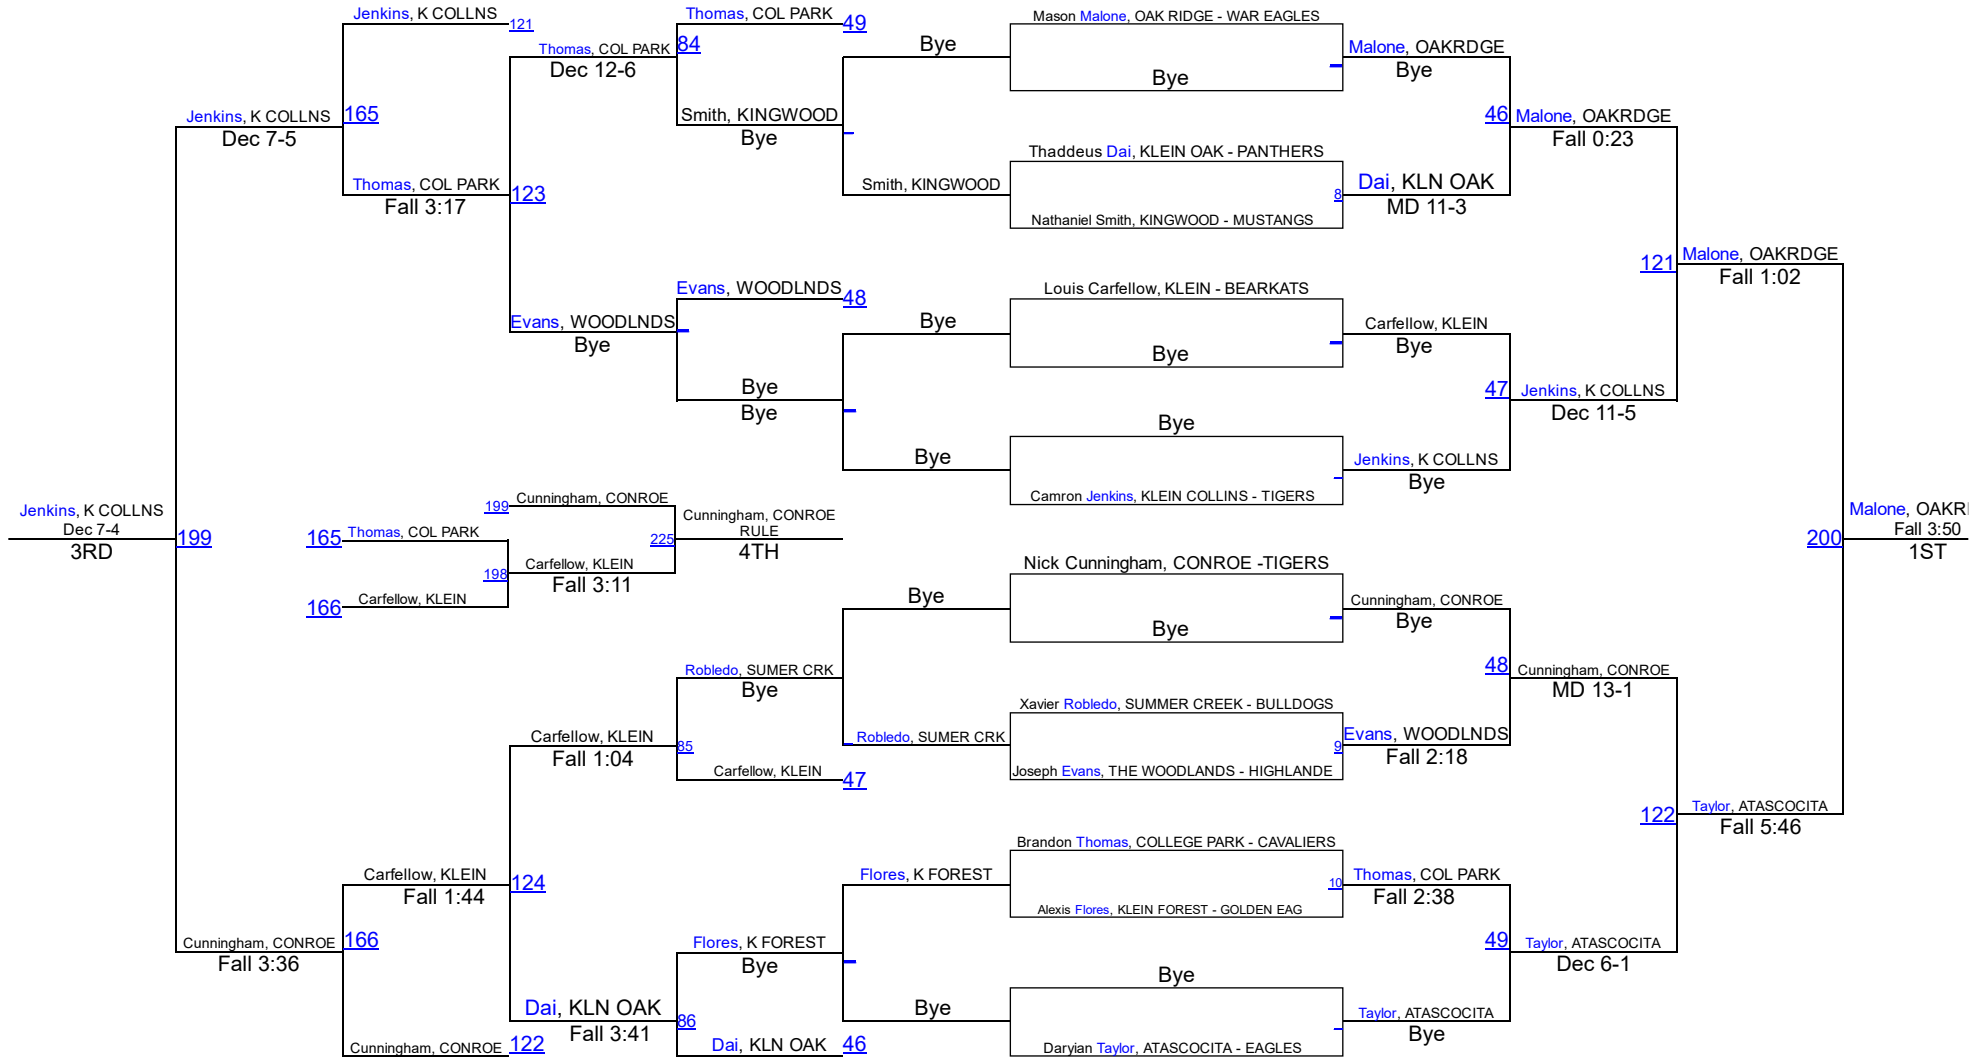 Jenkins, K COLLNS
121
Thomas, COL PARK
49
Mason Malone, OAK RIDGE - WAR EAGLES
Thomas, COL PARK
84
Dec 12-6
Bye
Bye
Malone, OAKRDGE
Bye
Jenkins, K COLLNS
165
Dec 7-5
Smith, KINGWOOD
Bye
46
Malone, OAKRDGE
Fall 0:23
Thaddeus Dai, KLEIN OAK - PANTHERS
Thomas, COL PARK
123
Fall 3:17
Smith, KINGWOOD
8
Dai, KLN OAK
MD 11-3
Nathaniel Smith, KINGWOOD - MUSTANGS
121
Malone, OAKRDGE
Fall 1:02
Evans, WOODLNDS
48
Louis Carfellow, KLEIN - BEARKATS
Evans, WOODLNDS
Bye
Bye
Bye
Carfellow, KLEIN
Bye
Bye
Bye
47
Jenkins, K COLLNS
Dec 11-5
Bye
Bye
Jenkins, K COLLNS
Bye
Camron Jenkins, KLEIN COLLINS - TIGERS
Jenkins, K COLLNS
Dec 7-4
3RD
199
199
Cunningham, CONROE
165
Thomas, COL PARK
225
Cunningham, CONROE
RULE
4TH
198
Carfellow, KLEIN
Fall 3:11
166
Carfellow, KLEIN
200
Malone, OAKRI
Fall 3:50
1ST
Nick Cunningham, CONROE -TIGERS
Bye
Bye
Cunningham, CONROE
Bye
Robledo, SUMER CRK
Bye
48
Cunningham, CONROE
MD 13-1
Xavier Robledo, SUMMER CREEK - BULLDOGS
Carfellow, KLEIN
Fall 1:04
85
Robledo, SUMER CRK
9
Evans, WOODLNDS
Fall 2:18
Carfellow, KLEIN
47
Joseph Evans, THE WOODLANDS - HIGHLANDE
122
Taylor, ATASCOCITA
Fall 5:46
Brandon Thomas, COLLEGE PARK - CAVALIERS
Carfellow, KLEIN
124
Fall 1:44
Flores, K FOREST
10
Thomas, COL PARK
Fall 2:38
Alexis Flores, KLEIN FOREST - GOLDEN EAG
Cunningham, CONROE
166
Fall 3:36
Flores, K FOREST
Bye
49
Taylor, ATASCOCITA
Dec 6-1
Bye
Dai, KLN OAK
86
Fall 3:41
Bye
Taylor, ATASCOCITA
Bye
Cunningham, CONROE
122
Dai, KLN OAK
46
Daryian Taylor, ATASCOCITA - EAGLES